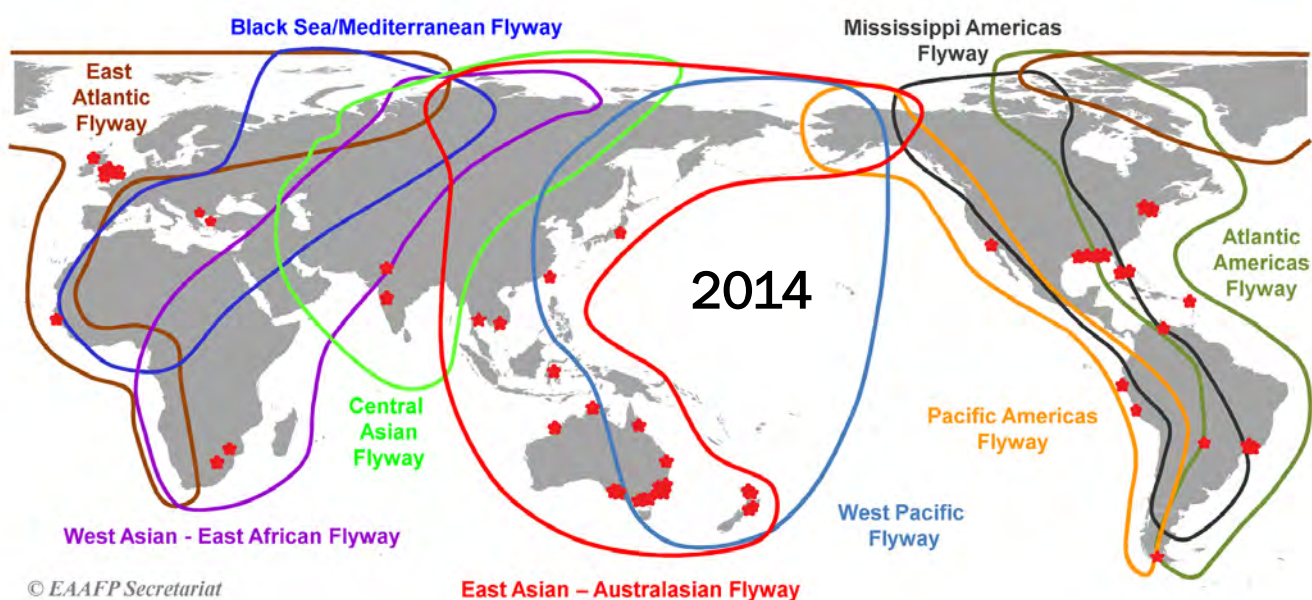 Black Sea/Mediterranean Flyway
Mississippi Americas
Flyway
East
Atlantic
Flyway
2014
Atlantic
Americas
Flyway
Central
Asian
Flyway
Pacific Americas
Flyway
West Pacific
Flyway
West Asian - East African Flyway
© EAAFP Secretariat
East Asian – Australasian Flyway